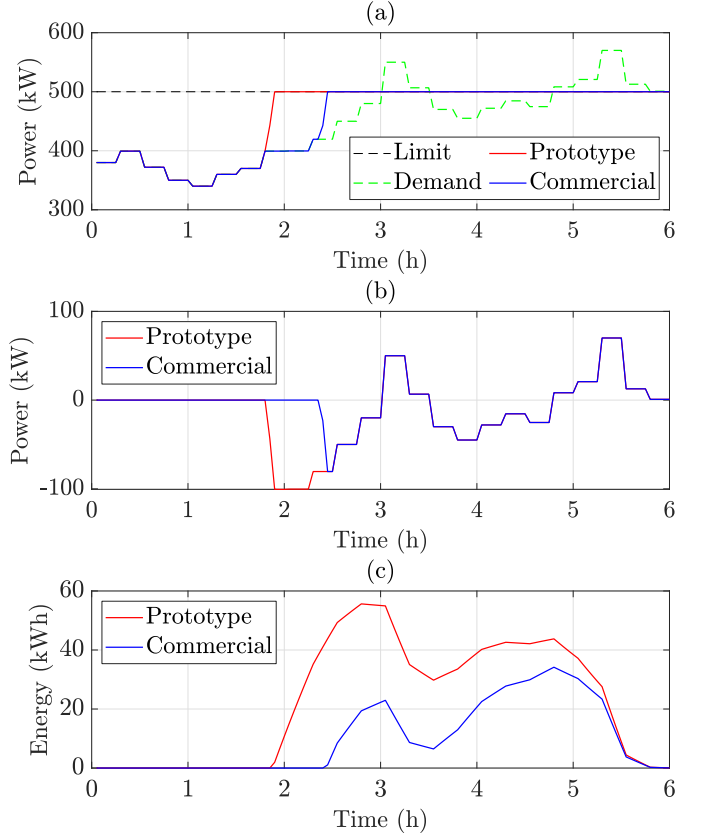 (a)
600
500
400
300
Power (kW)
Limit
Demand
Prototype
Commercial
0 1 2 3 4 5 6
Time (h)
(b)
100
0
-100
Power (kW)
Prototype
Commercial
0 1 2 3 4 5 6
Time (h)
(c)
60
40
20
0
Energy (kWh)
Prototype
Commercial
0 1 2 3 4 5 6
Time (h)